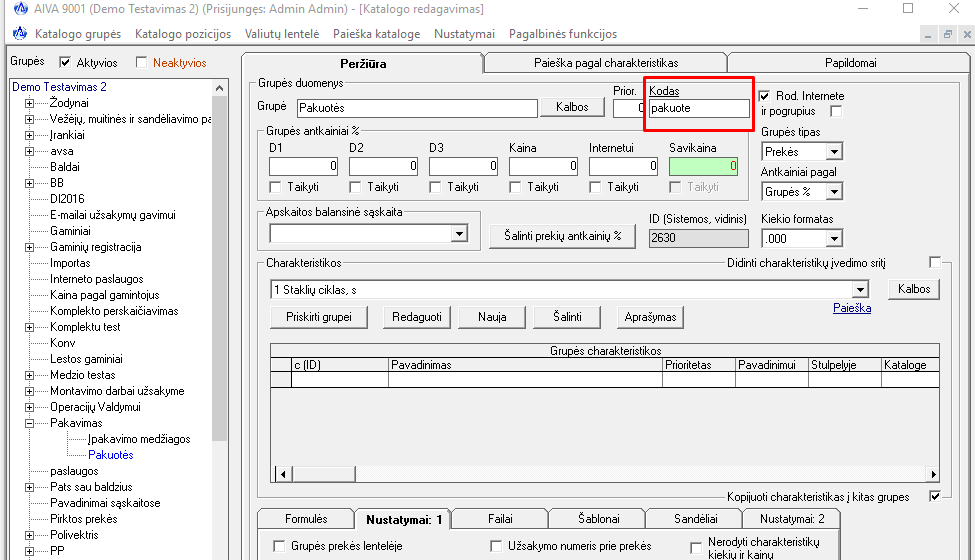 AIVA 9001 (Demo Testavimas 2) (Prisijungęs: Admin Admin) - [Katalogo redagavimas]
Katalogo grupės Katalogo pozicijos Valiutų lentelė Paieška kataloge Nustatymai Pagalbinės funkcijos
Grupės Aktyvios Neaktyvios
Demo Testavimas 2
Žodynai
Vežėjų, muitinės ir sandėliavimo pa
Įrankiai
avsa
Baldai
BB
DI2016
E-mailai užsakymų gavimui
Gaminiai
Gaminių registracija
Importas
Interneto paslaugos
Kaina pagal gamintojus
Komplekto perskaičiavimas
Komplektu test
Konv
Lestos gaminiai
Medzio testas
Montavimo darbai užsakyme
Operacijų Valdymui
Pakavimas
Įpakavimo medžiagos
Pakuotės
paslaugos
Pats sau baldzius
Pavadinimai sąskaitose
Pirktos prekės
Polivektris
PP
Peržiūra Paieška pagal charakteristikas Papildomai
Grupės duomenys
Prior. Kodas
Grupė Pakuotės Kalbos 0 pakuote
Rod. Internete
ir pogrupius
Grupės antkainiai %
D1 D2 D3 Kaina Internetui Savikaina
0 0 0 0 0 0
Taikyti Taikyti Taikyti Taikyti Taikyti Taikyti
Grupės tipas
Prekės
Antkainiai pagal
Grupės %
Apskaitos balansinė sąskaita
Šalinti prekių antkainių %
ID (Sistemos, vidinis)
2630
Kiekio formatas
.000
Charakteristikos Didinti charakteristikų įvedimo sritį
1 Staklių ciklas, s Kalbos
Priskirti grupei Redaguoti Nauja Šalinti Aprašymas Paieška
Grupės charakteristikos
c (ID) Pavadinimas Prioritetas Pavadinimui Stulpelyje Kataloge
Kopijuoti charakteristikas į kitas grupes
Formulės Nustatymai: 1 Failai Šablonai Sandėliai Nustatymai: 2
Grupės prekės lentelėje Užsakymo numeris prie prekės Nerodyti charakteristikų
kiekių ir kainų